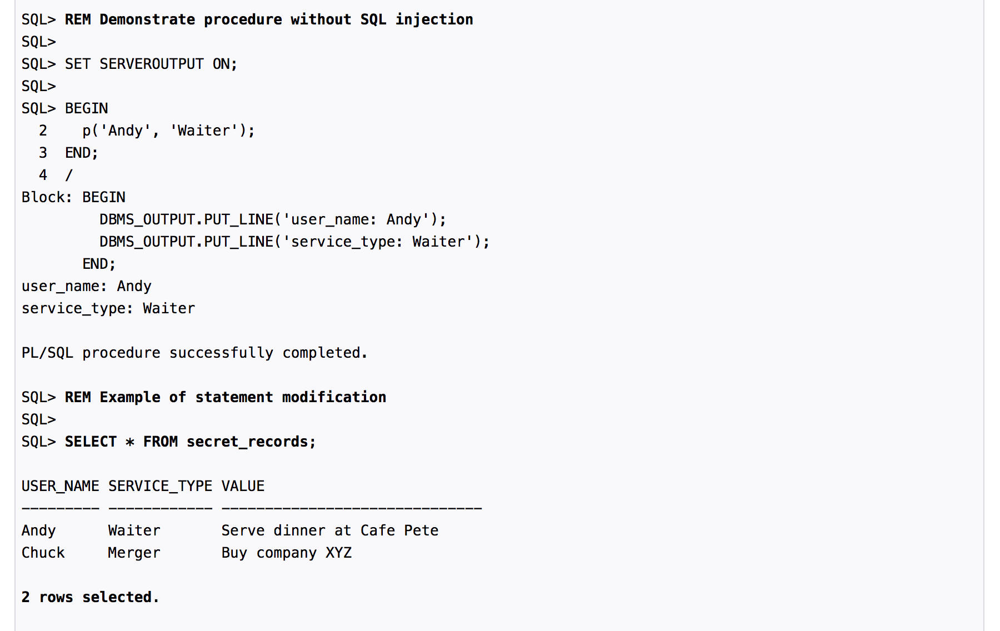 SQL> REM Demonstrate procedure without SQL injection
SQL>
SQL> SET SERVEROUTPUT ON;
SQL>
SQL> BEGIN
  2    p('Andy', 'Waiter');
  3  END;
  4  /
Block: BEGIN
         DBMS_OUTPUT.PUT_LINE('user_name: Andy');
         DBMS_OUTPUT.PUT_LINE('service_type: Waiter');
       END;
user_name: Andy
service_type: Waiter

PL/SQL procedure successfully completed.

SQL> REM Example of statement modification
SQL>
SQL> SELECT * FROM secret_records;

USER_NAME SERVICE_TYPE VALUE
--------- ------------ ------------------------------
Andy      Waiter       Serve dinner at Cafe Pete
Chuck     Merger       Buy company XYZ

2 rows selected.